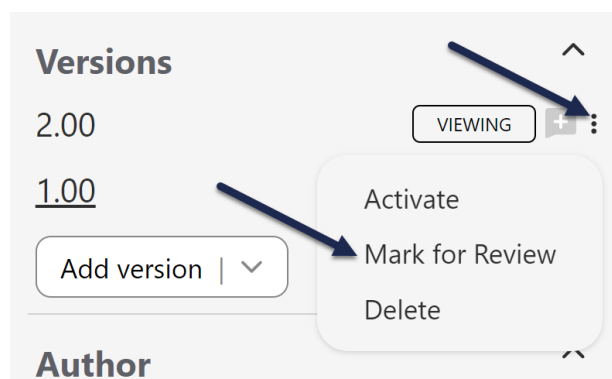 Versions
2.00 VIEWING
1.00
Activate
Mark for Review
Add version |
Delete
Author